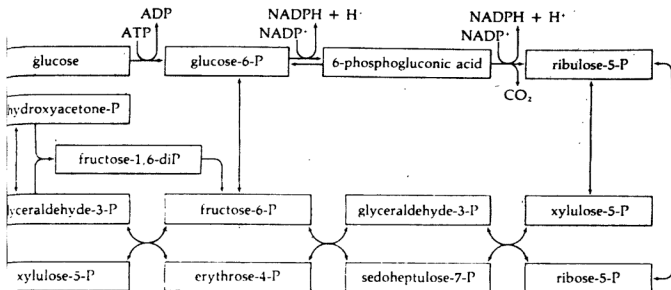 ADP
NADPH + H·
NADPH + H⁺
ATP
NADP⁺
NADP⁺
glucose
glucose-6-P
6-phosphogluconic acid
ribulose-5-P
CO₂
hydroxyacetone-P
fructose-1,6-diP
lyceraldehyde-3-P
fructose-6-P
glyceraldehyde-3-P
xylulose-5-P
xylulose-5-P
erythrose-4-P
sedoheptulose-7-P
ribose-5-P